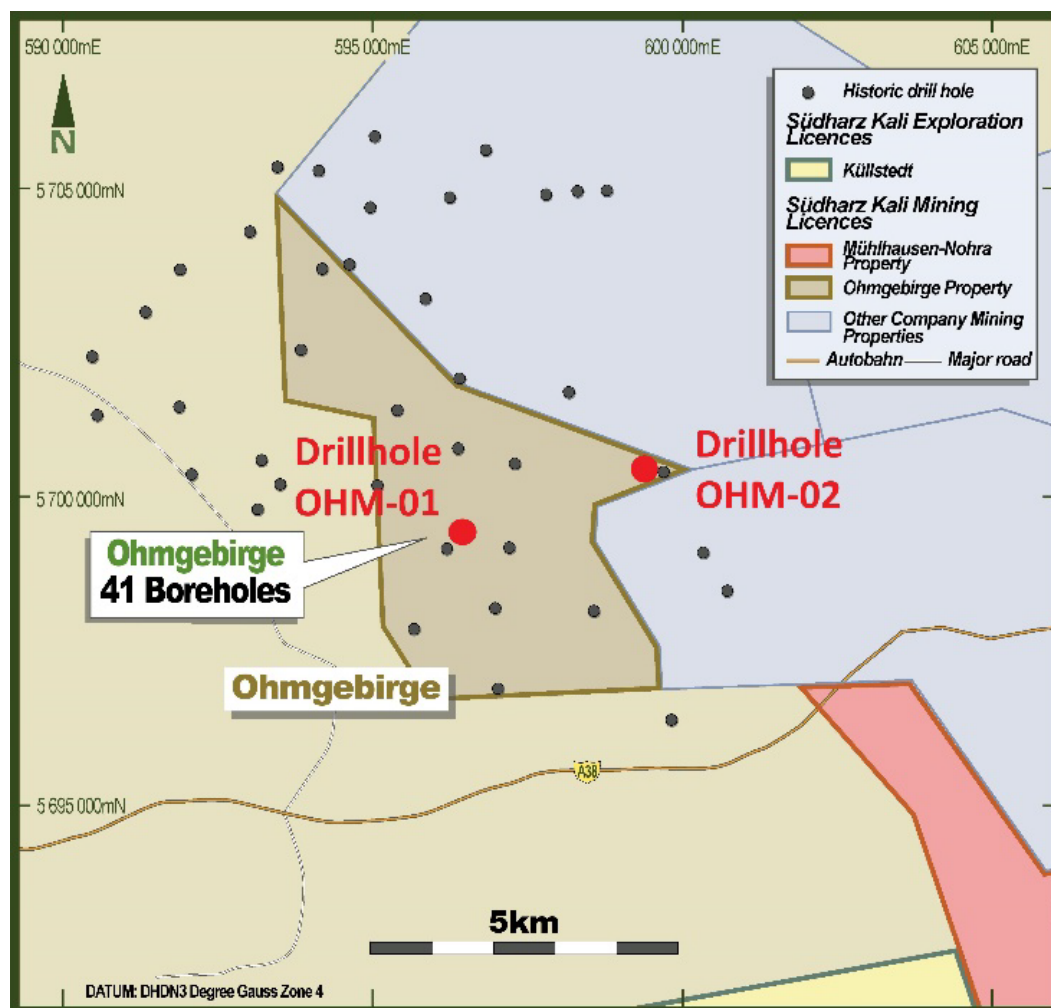 590 000mE
595 000mE
600 000mE
605 000mE
Historic drill hole
Südharz Kali Exploration
Licences
Küllstedt
Südharz Kali Mining
Licences
Mühlhausen-Nohra
Property
Ohmgebirge Property
Other Company Mining
Properties
Autobahn
Major road
N
5 705 000mN
Drillhole
OHM-01
Drillhole
OHM-02
5 700 000mN
Ohmgebirge
41 Boreholes
Ohmgebirge
A38
5 695 000mN
5km
DATUM: DHDN3 Degree Gauss Zone 4